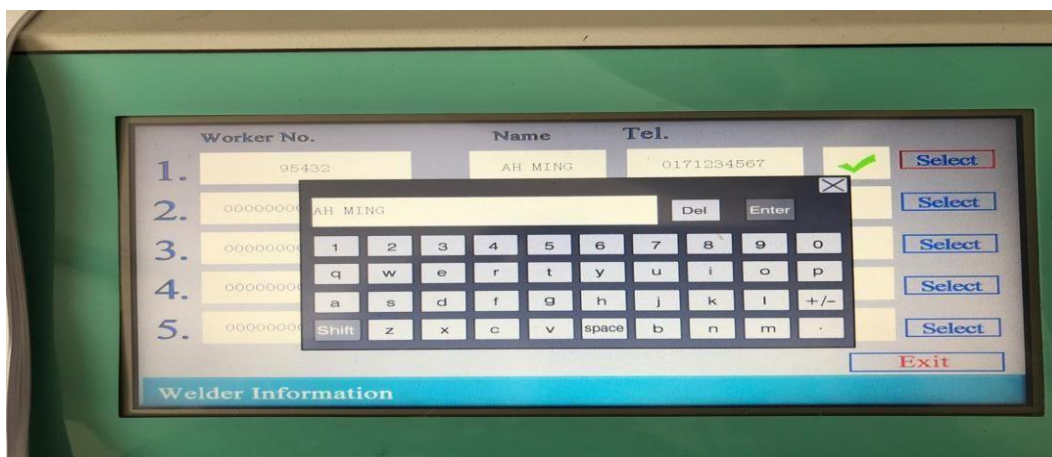 Worker No. Name Tel.
1. 95432 AH MING 0171234567 Select
2. 00000000 Select
3. 00000000 Select
4. 00000000 Select
5. 00000000 Select
AH MING Del Enter
1 2 3 4 5 6 7 8 9 0
q w e r t y u i o p
a s d f g h j k l +/-
Shift z x c v space b n m .
Exit
Welder Information